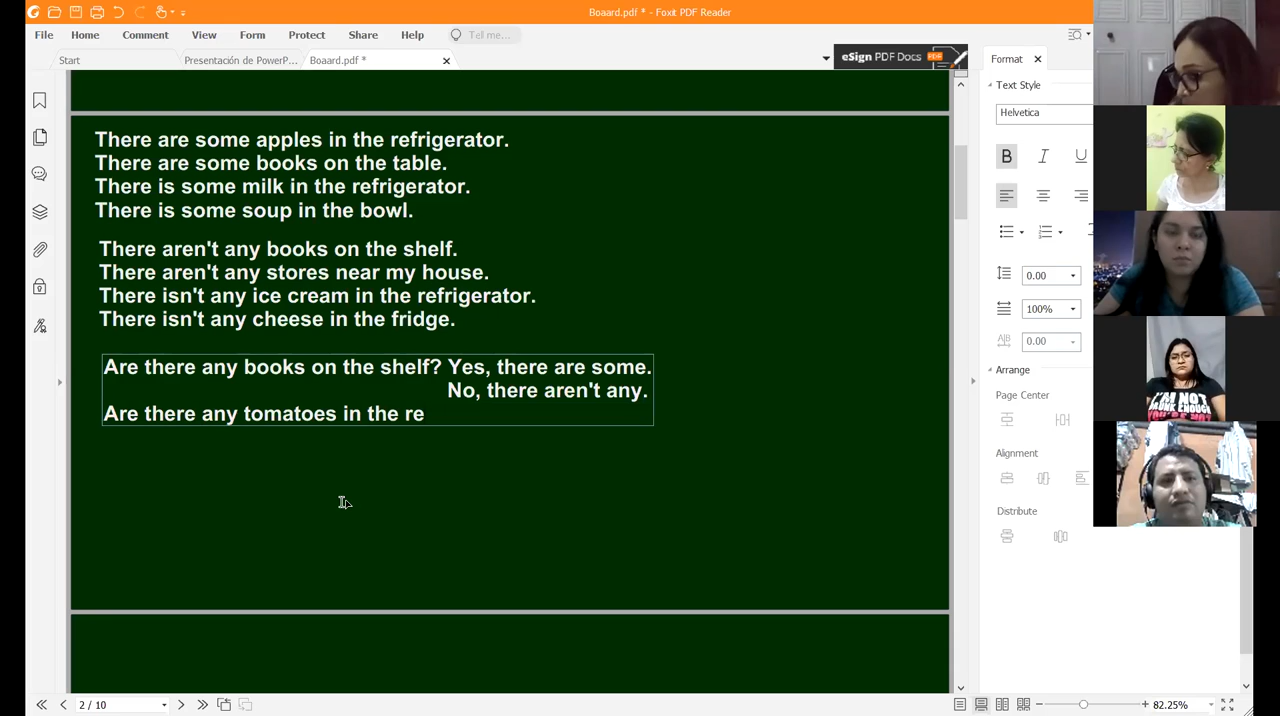 Boaard.pdf * - Foxit PDF Reader
File Home Comment View Form Protect Share Help Tell me...
Start Presentación de PowerP... Boaard.pdf * eSign PDF Docs
There are some apples in the refrigerator.
There are some books on the table.
There is some milk in the refrigerator.
There is some soup in the bowl.
There aren't any books on the shelf.
There aren't any stores near my house.
There isn't any ice cream in the refrigerator.
There isn't any cheese in the fridge.
Are there any books on the shelf? Yes, there are some.
No, there aren't any.
Are there any tomatoes in the re
Format
Text Style
Helvetica
B I U
0.00
100%
0.00
Arrange
Page Center
Alignment
Distribute
I'M NOT
DRUNK ENOUGH
2 / 10
82.25%